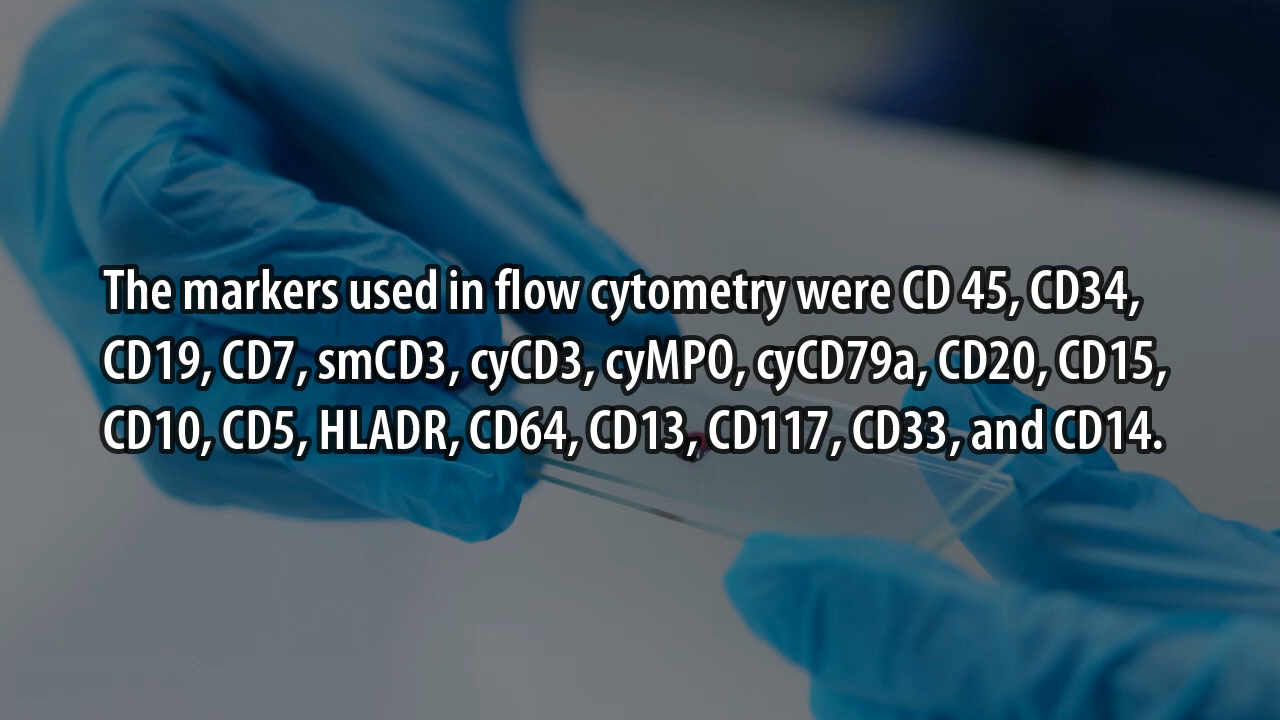 The markers used in flow cytometry were CD 45, CD34,
CD19, CD7, smCD3, cyCD3, cyMPO, cyCD79a, CD20, CD15,
CD10, CD5, HLADR, CD64, CD13, CD117, CD33, and CD14.